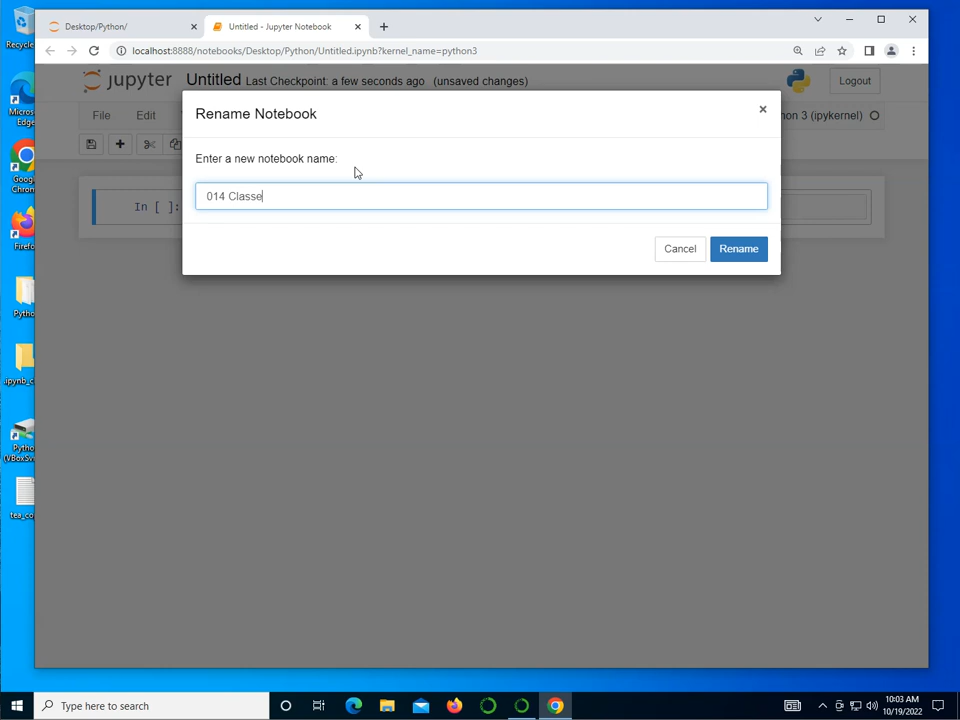 Desktop/Python/
Untitled - Jupyter Notebook
localhost:8888/notebooks/Desktop/Python/Untitled.ipynb?kernel_name=python3
jupyter Untitled Last Checkpoint: a few seconds ago (unsaved changes)
Logout
File Edit
3 (ipykernel)
Rename Notebook
Enter a new notebook name:
014 Classe
In [ ]:
Cancel Rename
Recycle
Edge
Type here to search
10:03 AM
10/19/2022